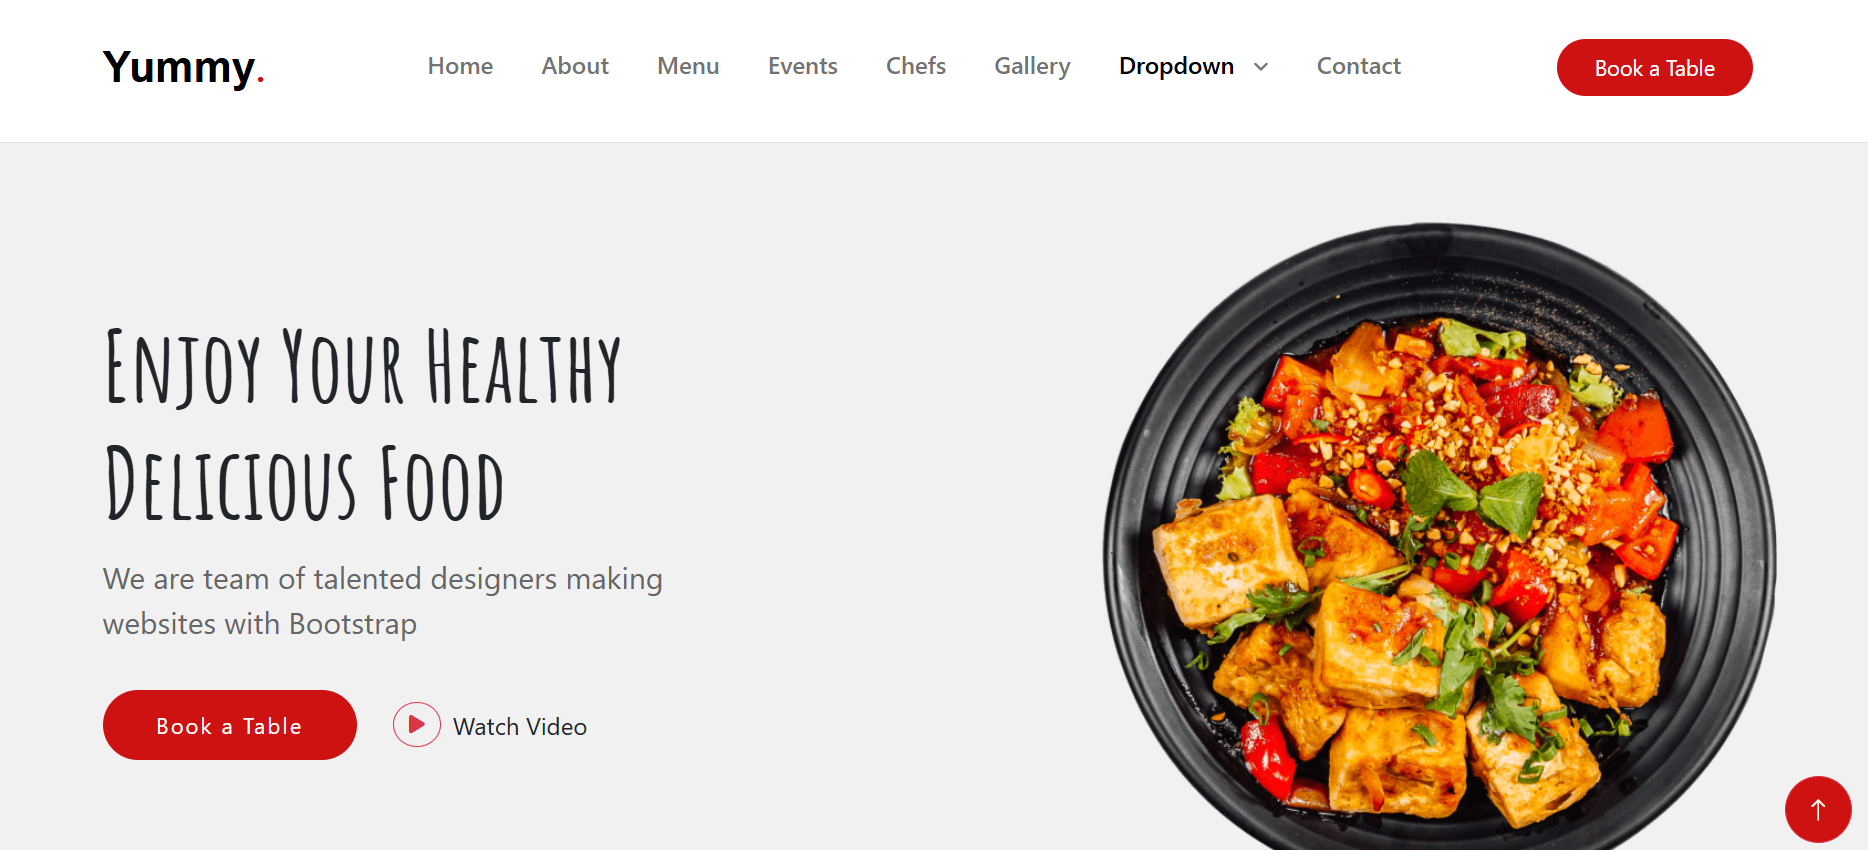 Yummy.
Home About Menu Events Chefs Gallery Dropdown Contact
Book a Table
Enjoy Your Healthy
Delicious Food
We are team of talented designers making
websites with Bootstrap
Book a Table
Watch Video